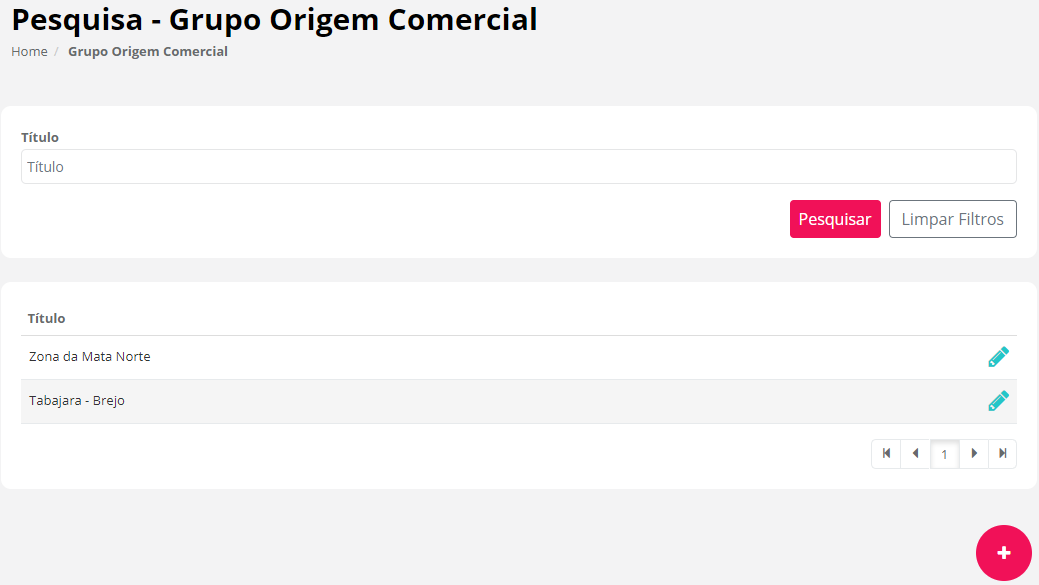 Pesquisa - Grupo Origem Comercial
Home / Grupo Origem Comercial
Título
Título
Pesquisar Limpar Filtros
Título
Zona da Mata Norte
Tabajara - Brejo
1
+